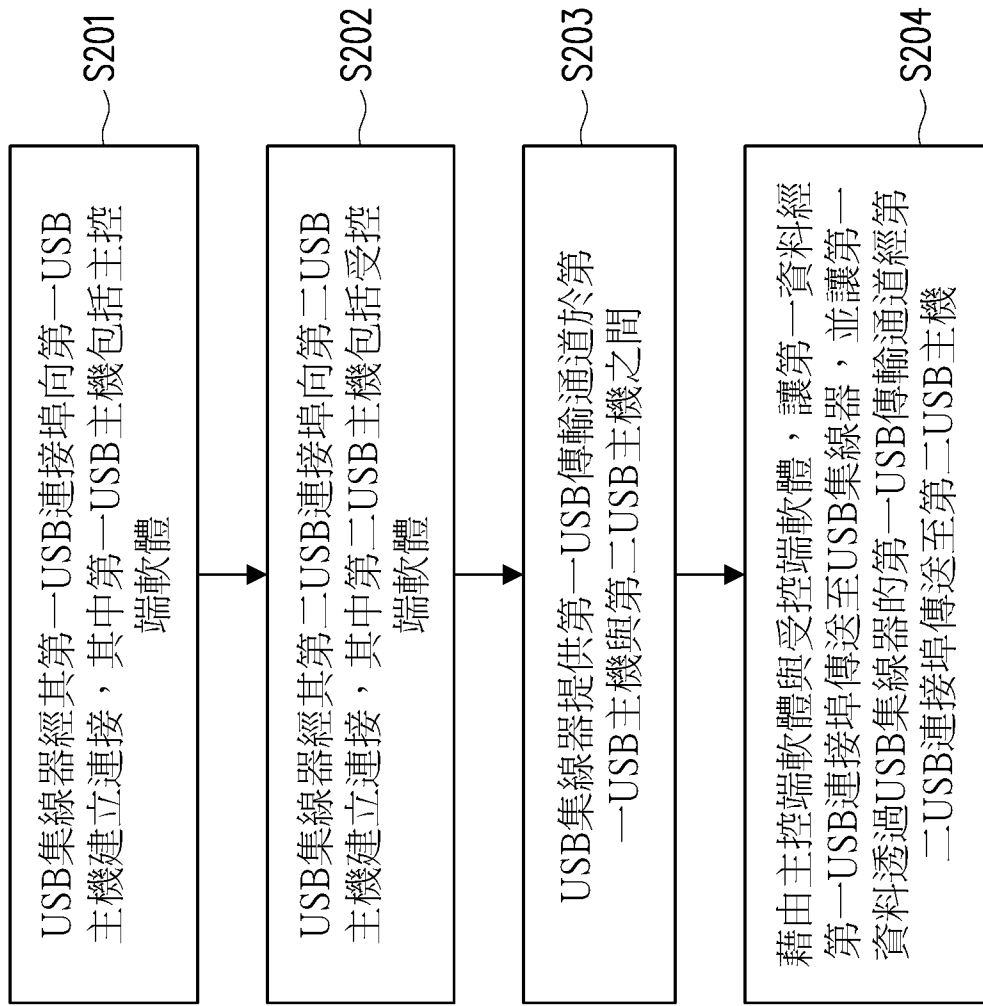 USB集線器經其第一USB連接埠向第一USB
主機建立連接，其中第一USB主機包括主控
端軟體
S201
USB集線器經其第二USB連接埠向第二USB
主機建立連接，其中第二USB主機包括受控
端軟體
S202
USB集線器提供第一USB傳輸通道於第
一USB主機與第二USB主機之間
S203
藉由主控端軟體與受控端軟體，讓第一資料經
第一USB連接埠傳送至USB集線器，並讓第一
資料透過USB集線器的第一USB傳輸通道經第
二USB連接埠傳送至第二USB主機
S204